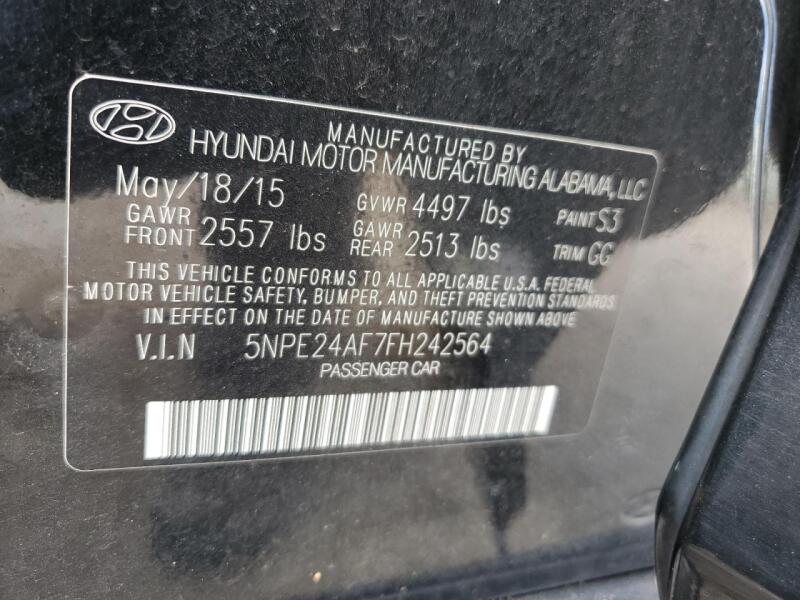 MANUFACTURED BY
HYUNDAI MOTOR MANUFACTURING ALABAMA, LLC
May/18/15 GVWR 4497 lbs PAINT S3
GAWR FRONT 2557 lbs GAWR REAR 2513 lbs TRIM GG
THIS VEHICLE CONFORMS TO ALL APPLICABLE U.S.A. FEDERAL
MOTOR VEHICLE SAFETY, BUMPER, AND THEFT PREVENTION STANDARDS
IN EFFECT ON THE DATE OF MANUFACTURE SHOWN ABOVE.
V.I.N 5NPE24AF7FH242564
PASSENGER CAR